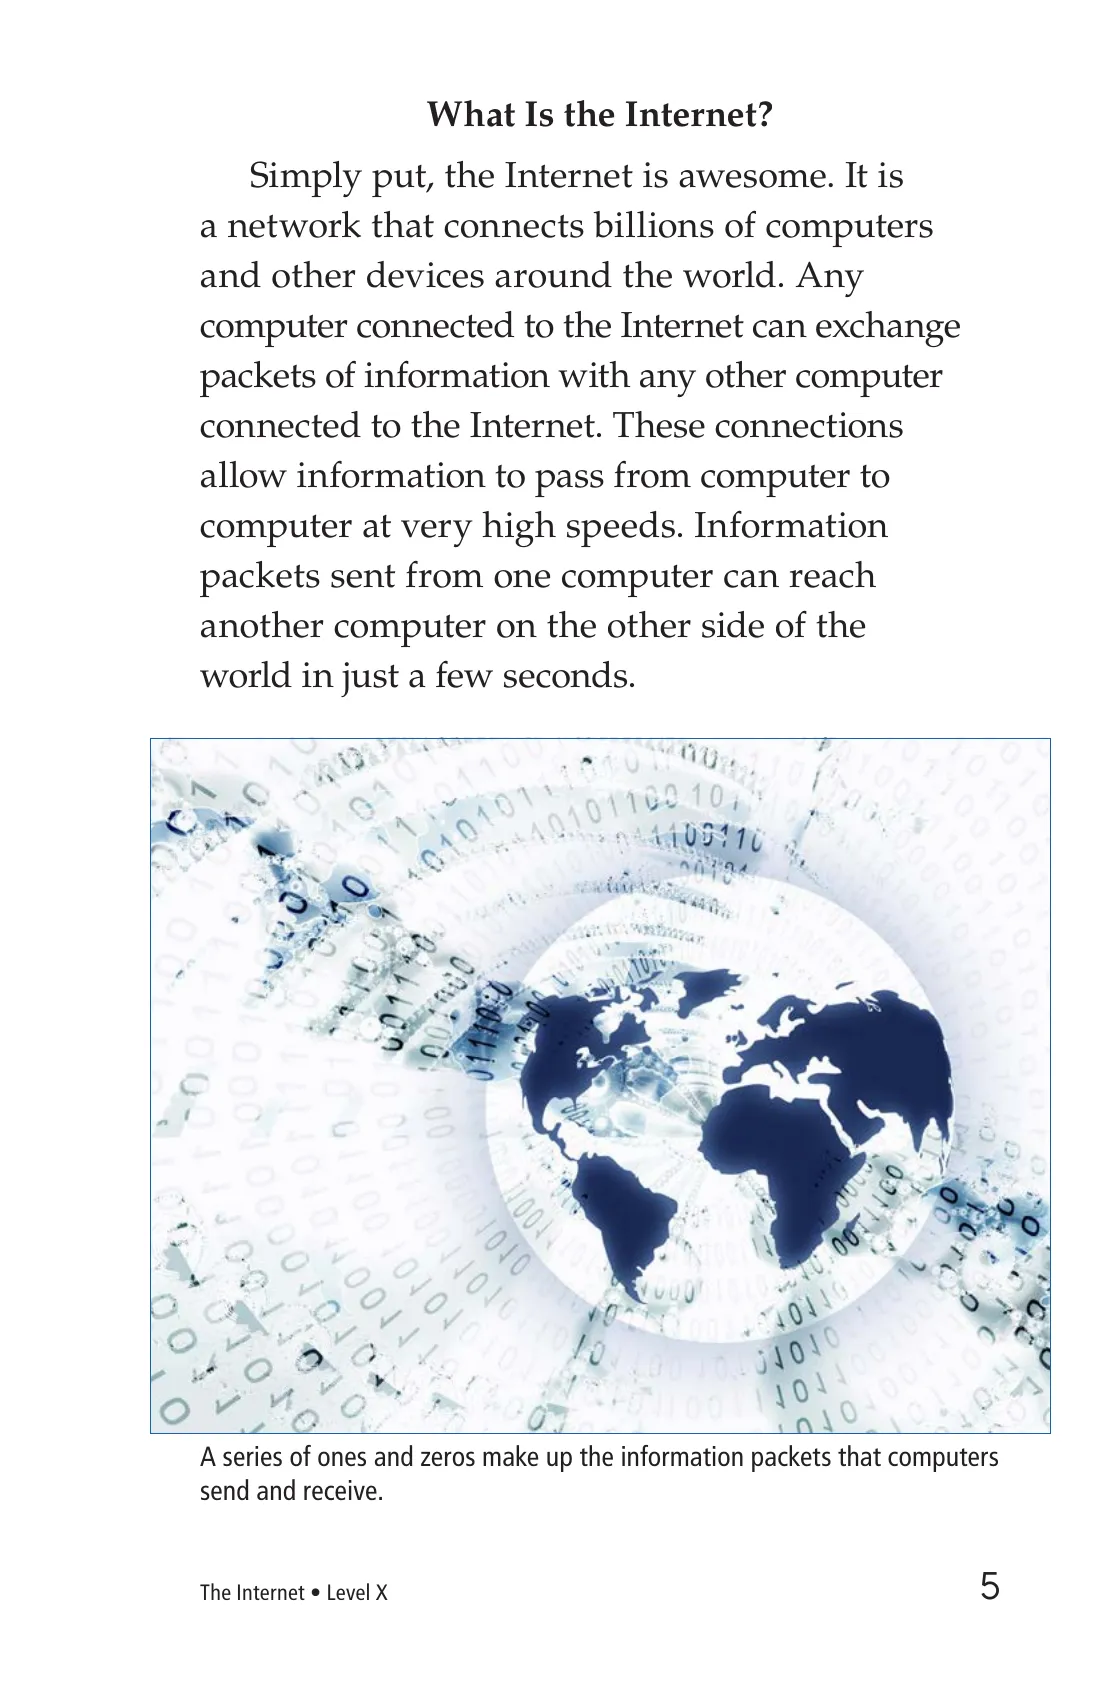 What Is the Internet?
Simply put, the Internet is awesome. It is
a network that connects billions of computers
and other devices around the world. Any
computer connected to the Internet can exchange
packets of information with any other computer
connected to the Internet. These connections
allow information to pass from computer to
computer at very high speeds. Information
packets sent from one computer can reach
another computer on the other side of the
world in just a few seconds.
A series of ones and zeros make up the information packets that computers
send and receive.
The Internet • Level X
5